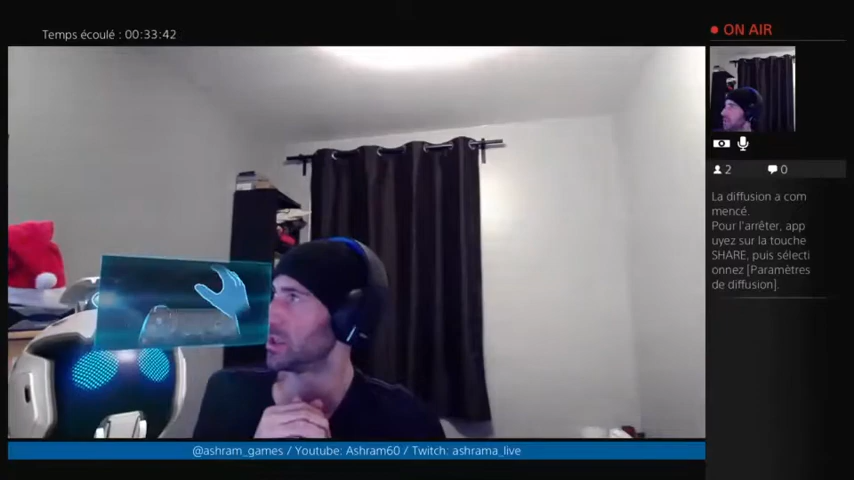 Temps écoulé : 00:33:42
ON AIR
2
0
La diffusion a com
mencé.
Pour l'arrêter, app
uyez sur la touche
SHARE, puis sélecti
onnez [Paramètres
de diffusion].
@ashram_games / Youtube: Ashram60 / Twitch: ashrama_live